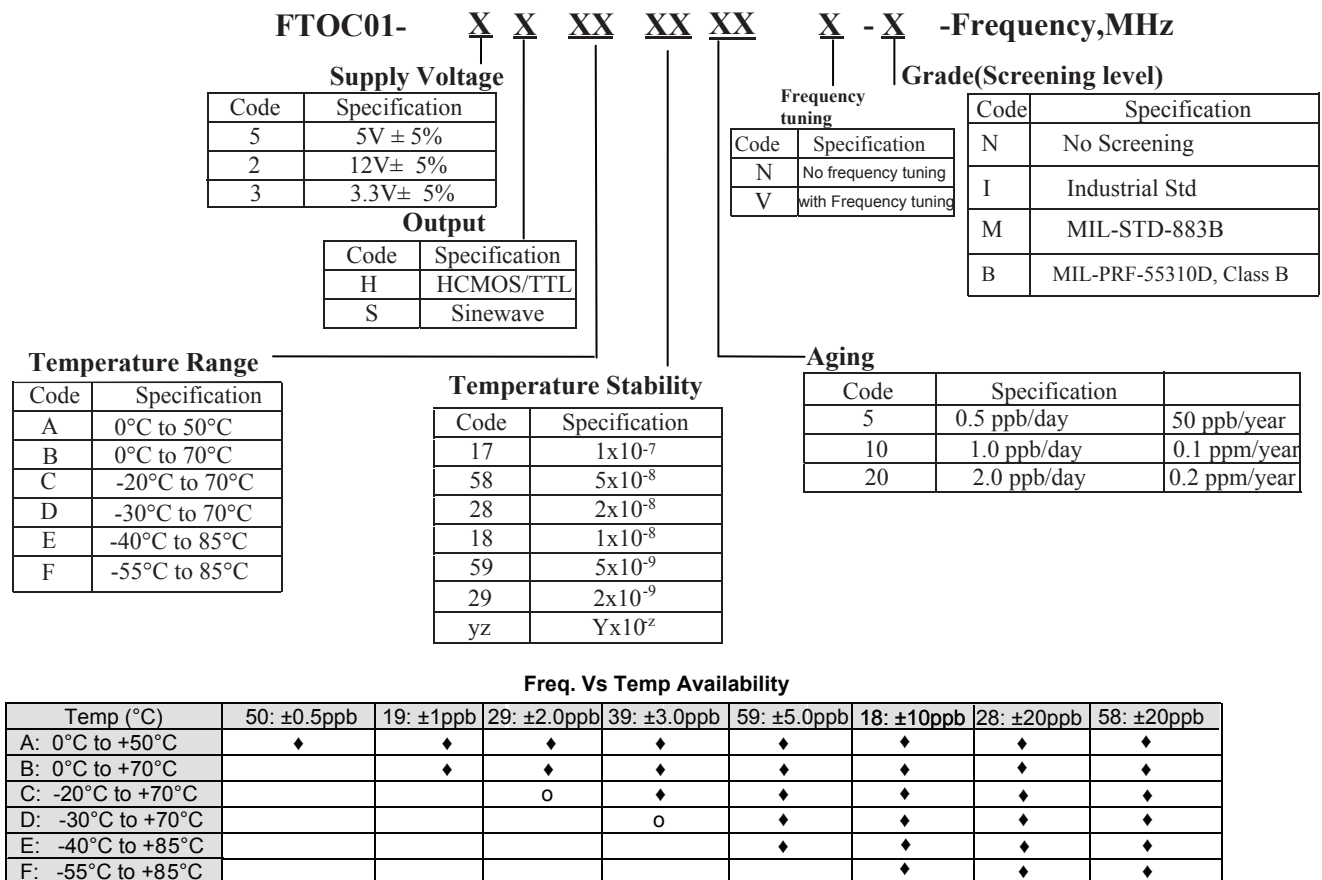 FTOC01- X X XX XX XX X - X -Frequency,MHz
Supply Voltage
Code Specification
5 5V ± 5%
2 12V± 5%
3 3.3V± 5%
Output
Code Specification
H HCMOS/TTL
S Sinewave
Frequency
tuning
Code Specification
N No frequency tuning
V with Frequency tuning
Grade(Screening level)
Code Specification
N No Screening
I Industrial Std
M MIL-STD-883B
B MIL-PRF-55310D, Class B
Temperature Range
Code Specification
A 0°C to 50°C
B 0°C to 70°C
C -20°C to 70°C
D -30°C to 70°C
E -40°C to 85°C
F -55°C to 85°C
Temperature Stability
Code Specification
17 1x10-7
58 5x10-8
28 2x10-8
18 1x10-8
59 5x10-9
29 2x10-9
yz Yx10-z
Aging
Code Specification
5 0.5 ppb/day 50 ppb/year
10 1.0 ppb/day 0.1 ppm/year
20 2.0 ppb/day 0.2 ppm/year
Freq. Vs Temp Availability
Temp (°C) 50: ±0.5ppb 19: ±1ppb 29: ±2.0ppb 39: ±3.0ppb 59: ±5.0ppb 18: ±10ppb 28: ±20ppb 58: ±20ppb
A: 0°C to +50°C ♦ ♦ ♦ ♦ ♦ ♦ ♦ ♦
B: 0°C to +70°C ♦ ♦ ♦ ♦ ♦ ♦ ♦
C: -20°C to +70°C o ♦ ♦ ♦ ♦ ♦
D: -30°C to +70°C o ♦ ♦ ♦ ♦
E: -40°C to +85°C ♦ ♦ ♦ ♦
F: -55°C to +85°C ♦ ♦ ♦